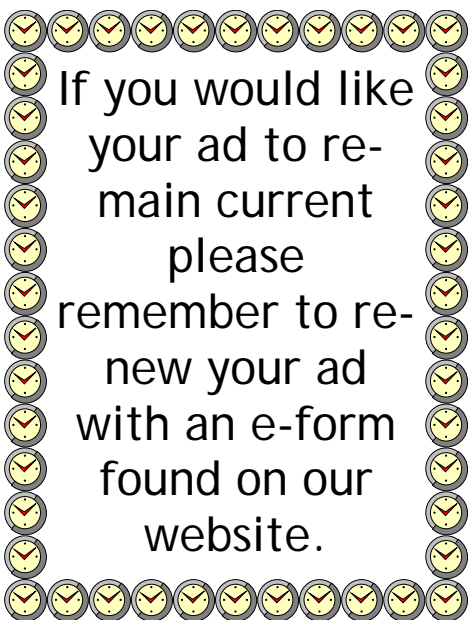 If you would like
your ad to re-
main current
please
remember to re-
new your ad
with an e-form
found on our
website.